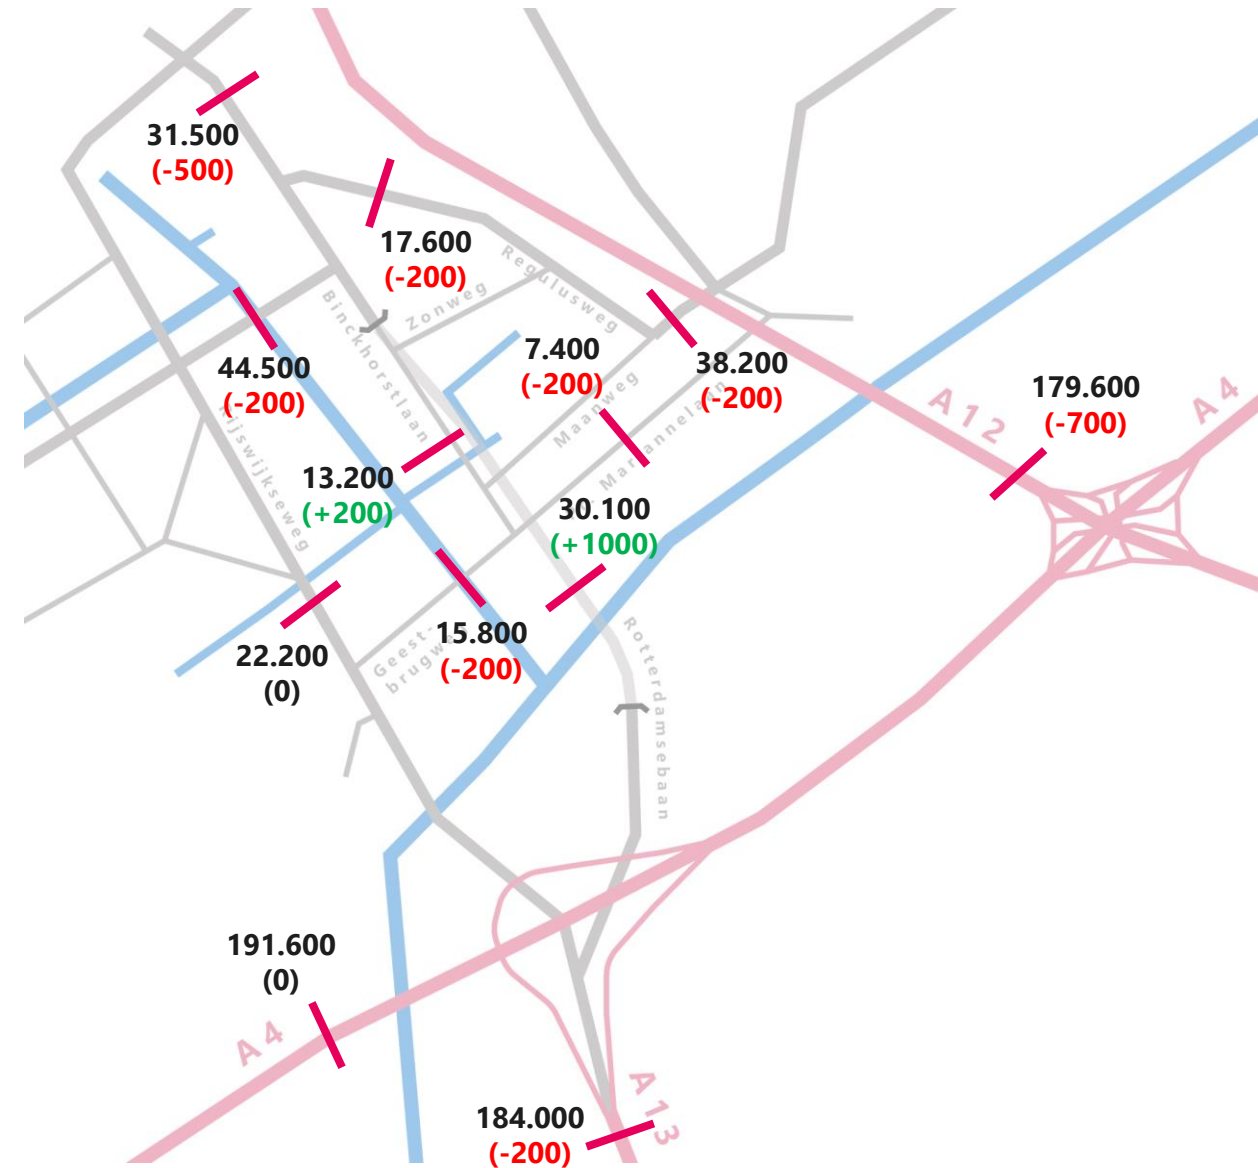 31.500
(-500)
17.600
(-200)
Regulusweg
Zonweg
Binckhorstlaan
7.400
(-200)
38.200
(-200)
44.500
(-200)
Maanweg
Mariannelaan
A12
179.600
(-700)
A4
Rijswijkseweg
13.200
(+200)
30.100
(+1000)
22.200
(0)
15.800
(-200)
Geest-
brugweg
Rotterdamsebaan
191.600
(0)
A4
184.000
(-200)
A13